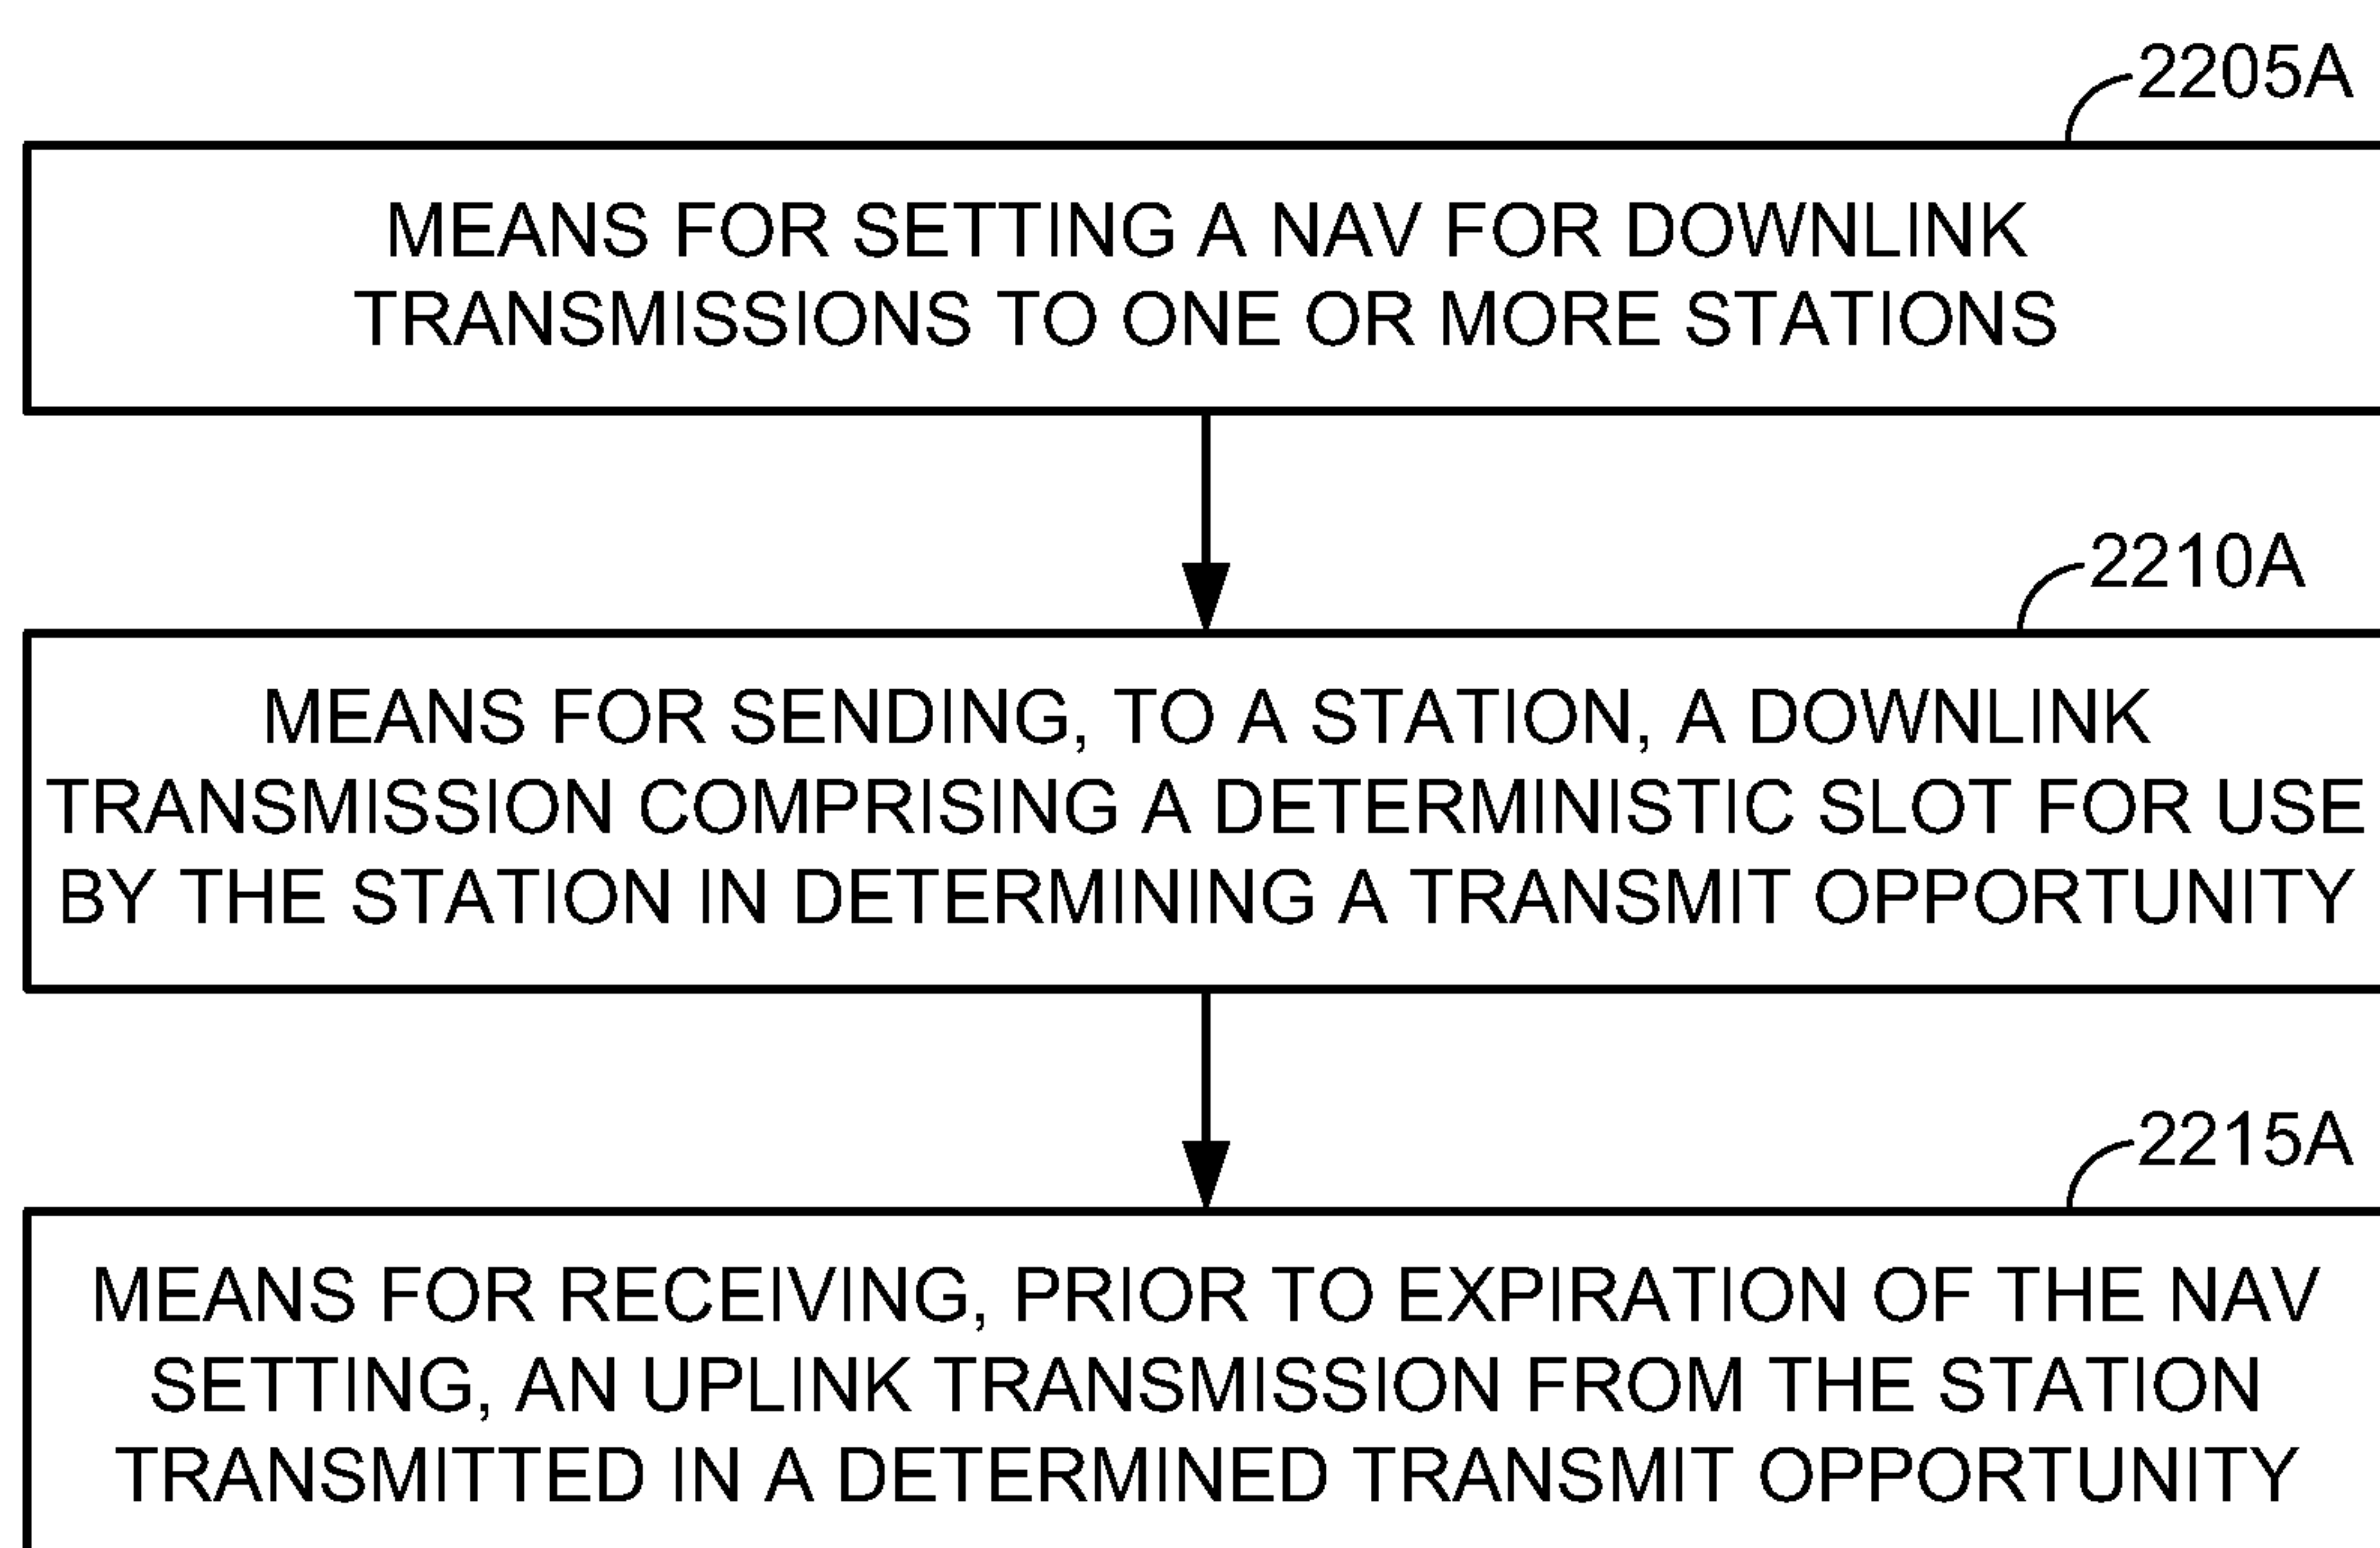 2205A
MEANS FOR SETTING A NAV FOR DOWNLINK
TRANSMISSIONS TO ONE OR MORE STATIONS
2210A
MEANS FOR SENDING, TO A STATION, A DOWNLINK
TRANSMISSION COMPRISING A DETERMINISTIC SLOT FOR USE
BY THE STATION IN DETERMINING A TRANSMIT OPPORTUNITY
2215A
MEANS FOR RECEIVING, PRIOR TO EXPIRATION OF THE NAV
SETTING, AN UPLINK TRANSMISSION FROM THE STATION
TRANSMITTED IN A DETERMINED TRANSMIT OPPORTUNITY